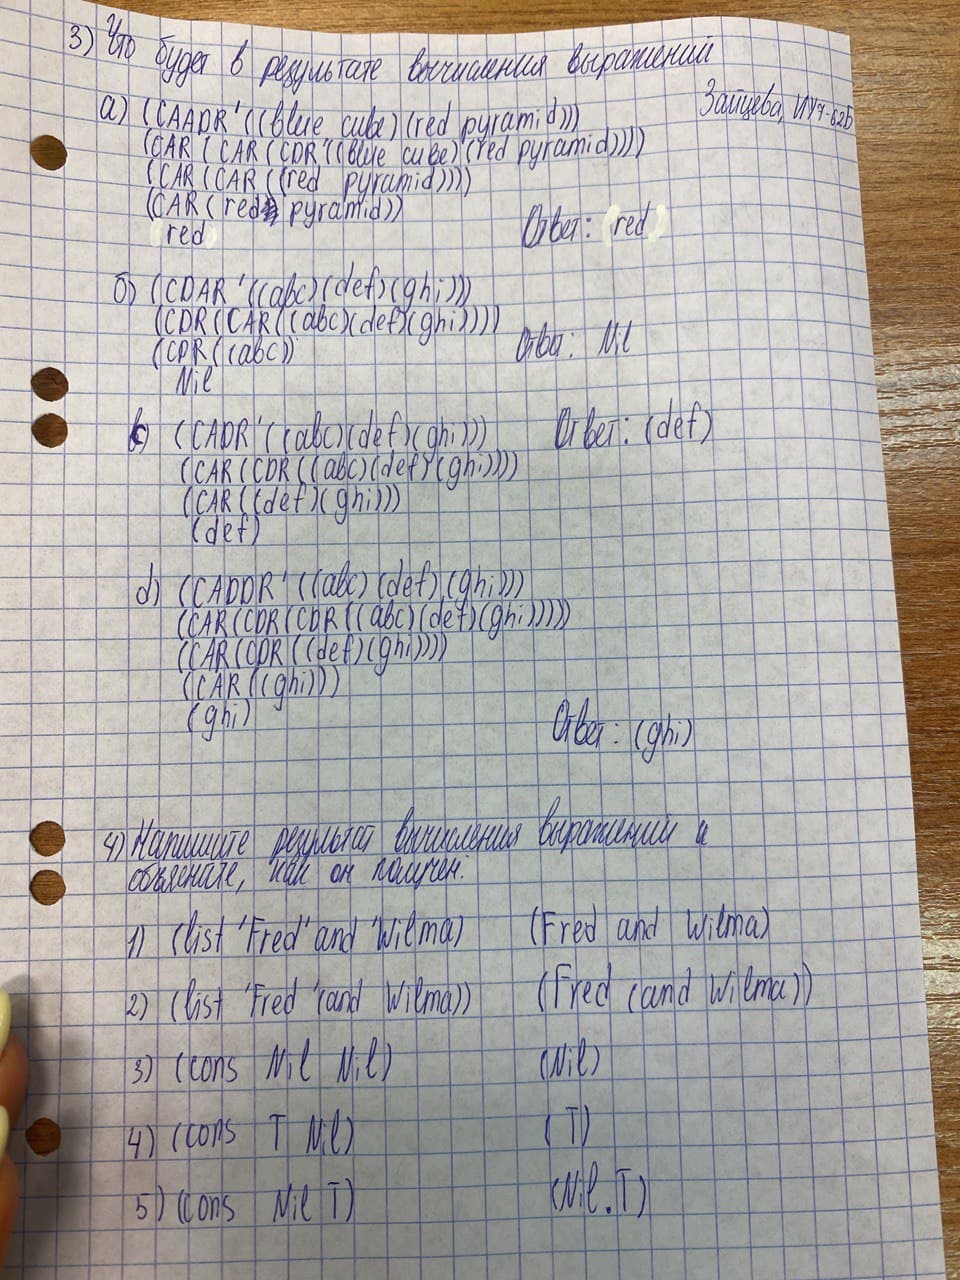 3) Что будет в результате вычисления выражений
Зайцева, ИУ7-62Б
а) (CAADR'((blue cube)(red pyramid)))
(CAR (CAR (CDR'((blue cube)(red pyramid))))
(CAR (CAR ((red pyramid))))
(CAR (red pyramid))
(red)
Ответ: (red)
б) (CDAR '((abc)(def)(ghi)))
(CDR(CAR((abc)(def)(ghi))))
(CDR((abc))
Nil
Ответ: Nil
c) (CADR'((abc)(def)(ghi)))
Ответ: (def)
(CAR(CDR((abc)(def)(ghi))))
(CAR((def)(ghi)))
(def)
d) (CADDR'((abc)(def)(ghi)))
(CAR(CDR(CDR((abc)(def)(ghi)))))
(CAR(CDR((def)(ghi))))
(CAR((ghi)))
(ghi)
Ответ: (ghi)
4) Напишите результат вычисления выражений и
объясните, как он получен:
1) (list 'Fred' and 'Wilma) (Fred and Wilma)
2) (list 'Fred '(and Wilma)) (Fred (and Wilma))
3) (cons Nil Nil) (Nil)
4) (cons T Nil) (T)
5) (cons Nil T) (Nil.T)